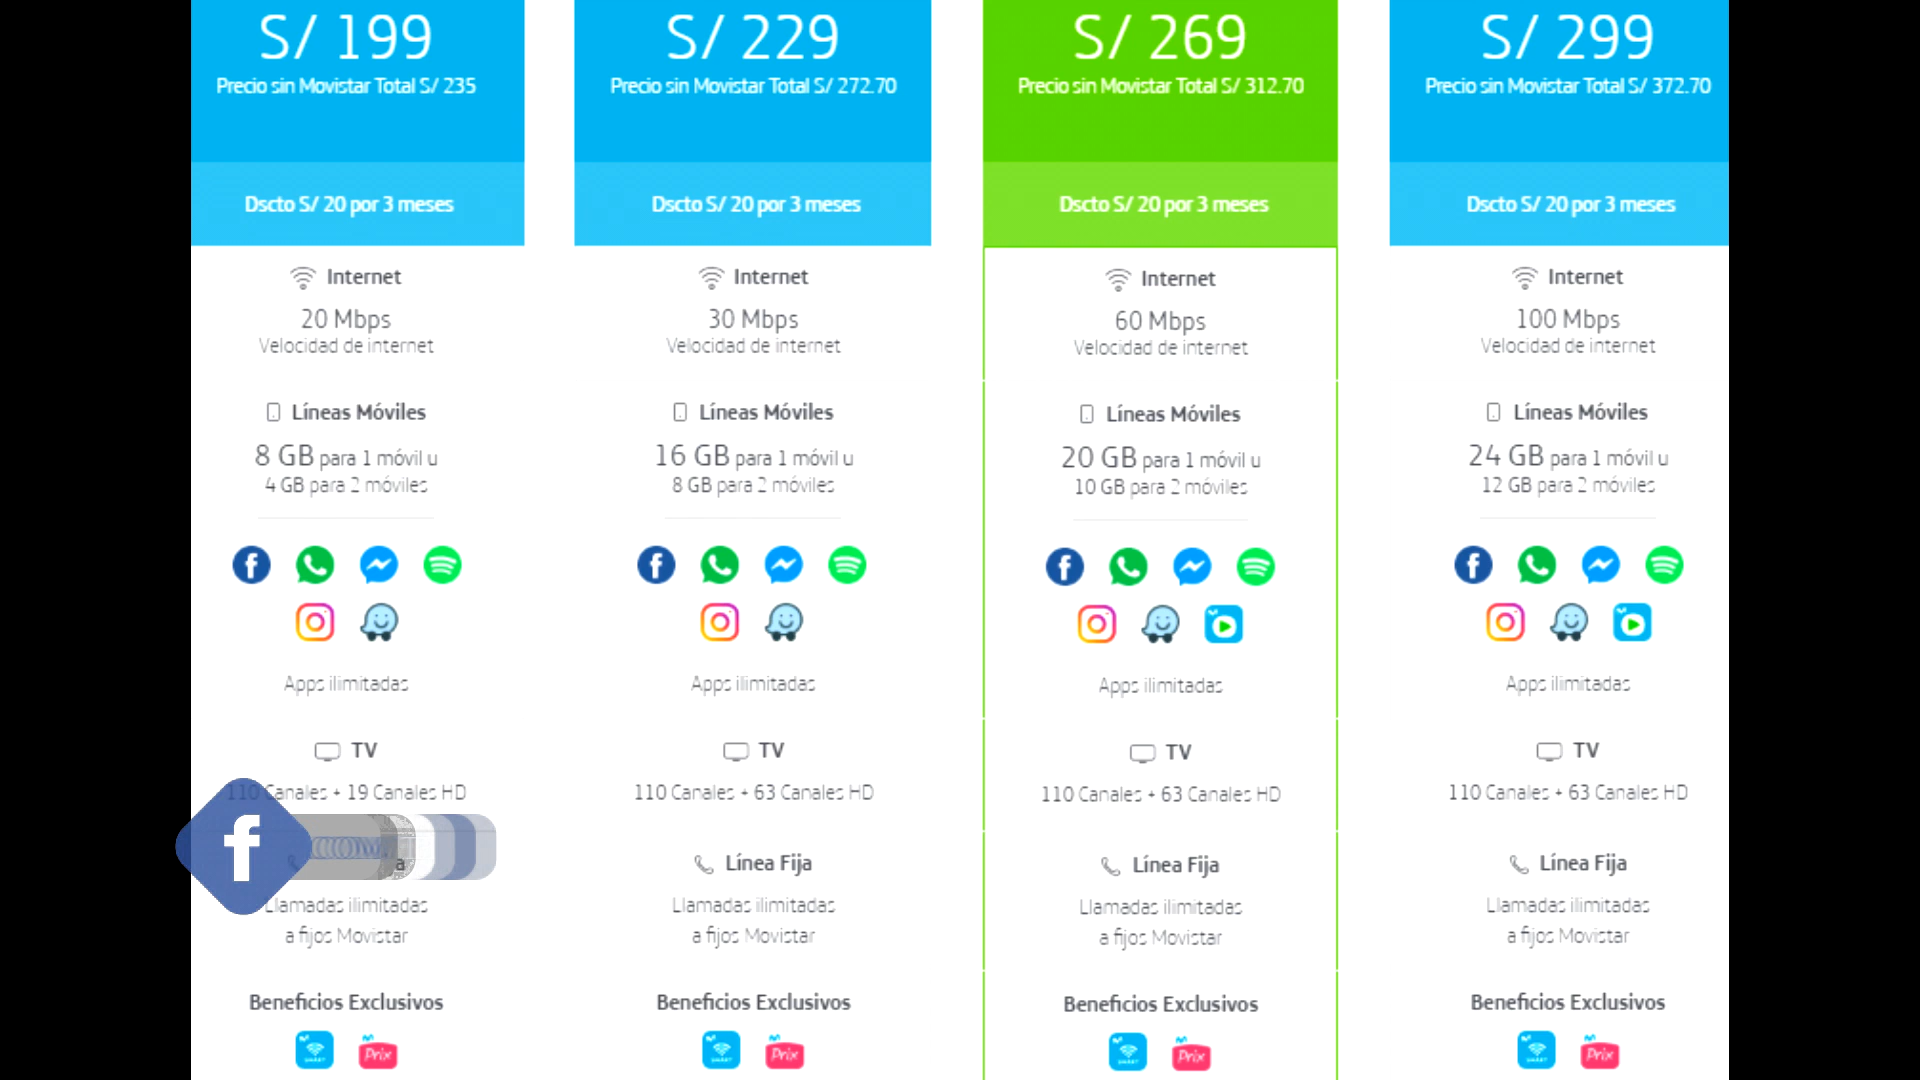 S/ 199
Precio sin Movistar Total S/ 235
Dscto S/ 20 por 3 meses
Internet
20 Mbps
Velocidad de internet
Líneas Móviles
8 GB para 1 móvil u
4 GB para 2 móviles
Apps ilimitadas
TV
110 Canales + 19 Canales HD
Llamadas ilimitadas
a fijos Movistar
Beneficios Exclusivos
Prix
S/ 229
Precio sin Movistar Total S/ 272.70
Dscto S/ 20 por 3 meses
Internet
30 Mbps
Velocidad de internet
Líneas Móviles
16 GB para 1 móvil u
8 GB para 2 móviles
Apps ilimitadas
TV
110 Canales + 63 Canales HD
Línea Fija
Llamadas ilimitadas
a fijos Movistar
Beneficios Exclusivos
Prix
S/ 269
Precio sin Movistar Total S/ 312.70
Dscto S/ 20 por 3 meses
Internet
60 Mbps
Velocidad de internet
Líneas Móviles
20 GB para 1 móvil u
10 GB para 2 móviles
Apps ilimitadas
TV
110 Canales + 63 Canales HD
Línea Fija
Llamadas ilimitadas
a fijos Movistar
Beneficios Exclusivos
Prix
S/ 299
Precio sin Movistar Total S/ 372.70
Dscto S/ 20 por 3 meses
Internet
100 Mbps
Velocidad de internet
Líneas Móviles
24 GB para 1 móvil u
12 GB para 2 móviles
Apps ilimitadas
TV
110 Canales + 63 Canales HD
Línea Fija
Llamadas ilimitadas
a fijos Movistar
Beneficios Exclusivos
Prix